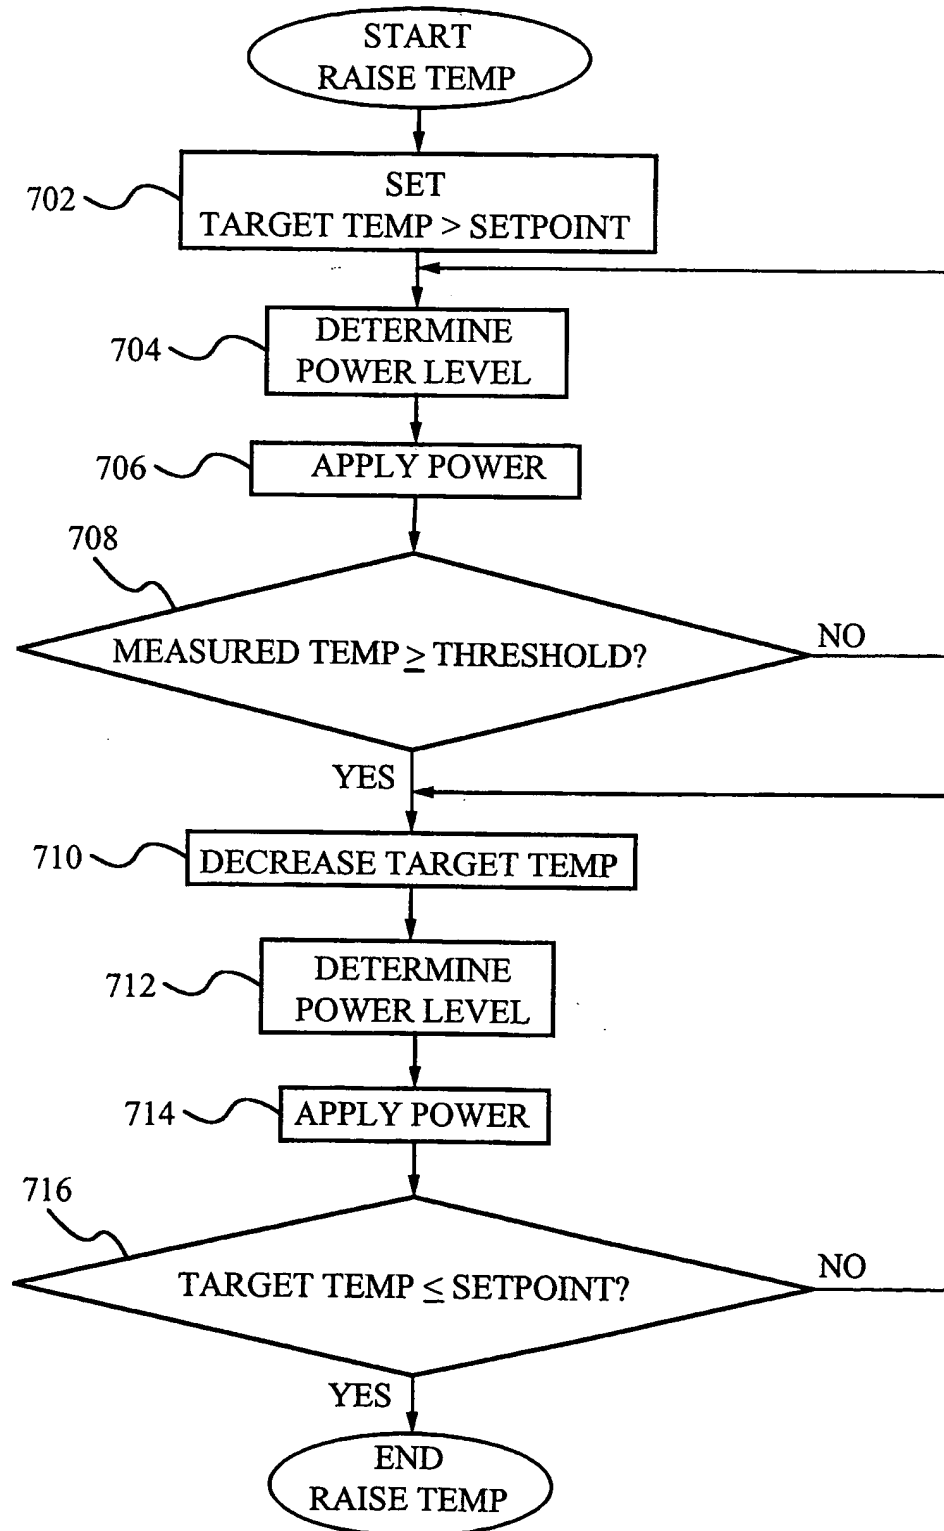 START
RAISE TEMP
702
SET
TARGET TEMP > SETPOINT
704
DETERMINE
POWER LEVEL
706
APPLY POWER
708
MEASURED TEMP ≥ THRESHOLD?
NO
YES
710
DECREASE TARGET TEMP
712
DETERMINE
POWER LEVEL
714
APPLY POWER
716
TARGET TEMP ≤ SETPOINT?
NO
YES
END
RAISE TEMP